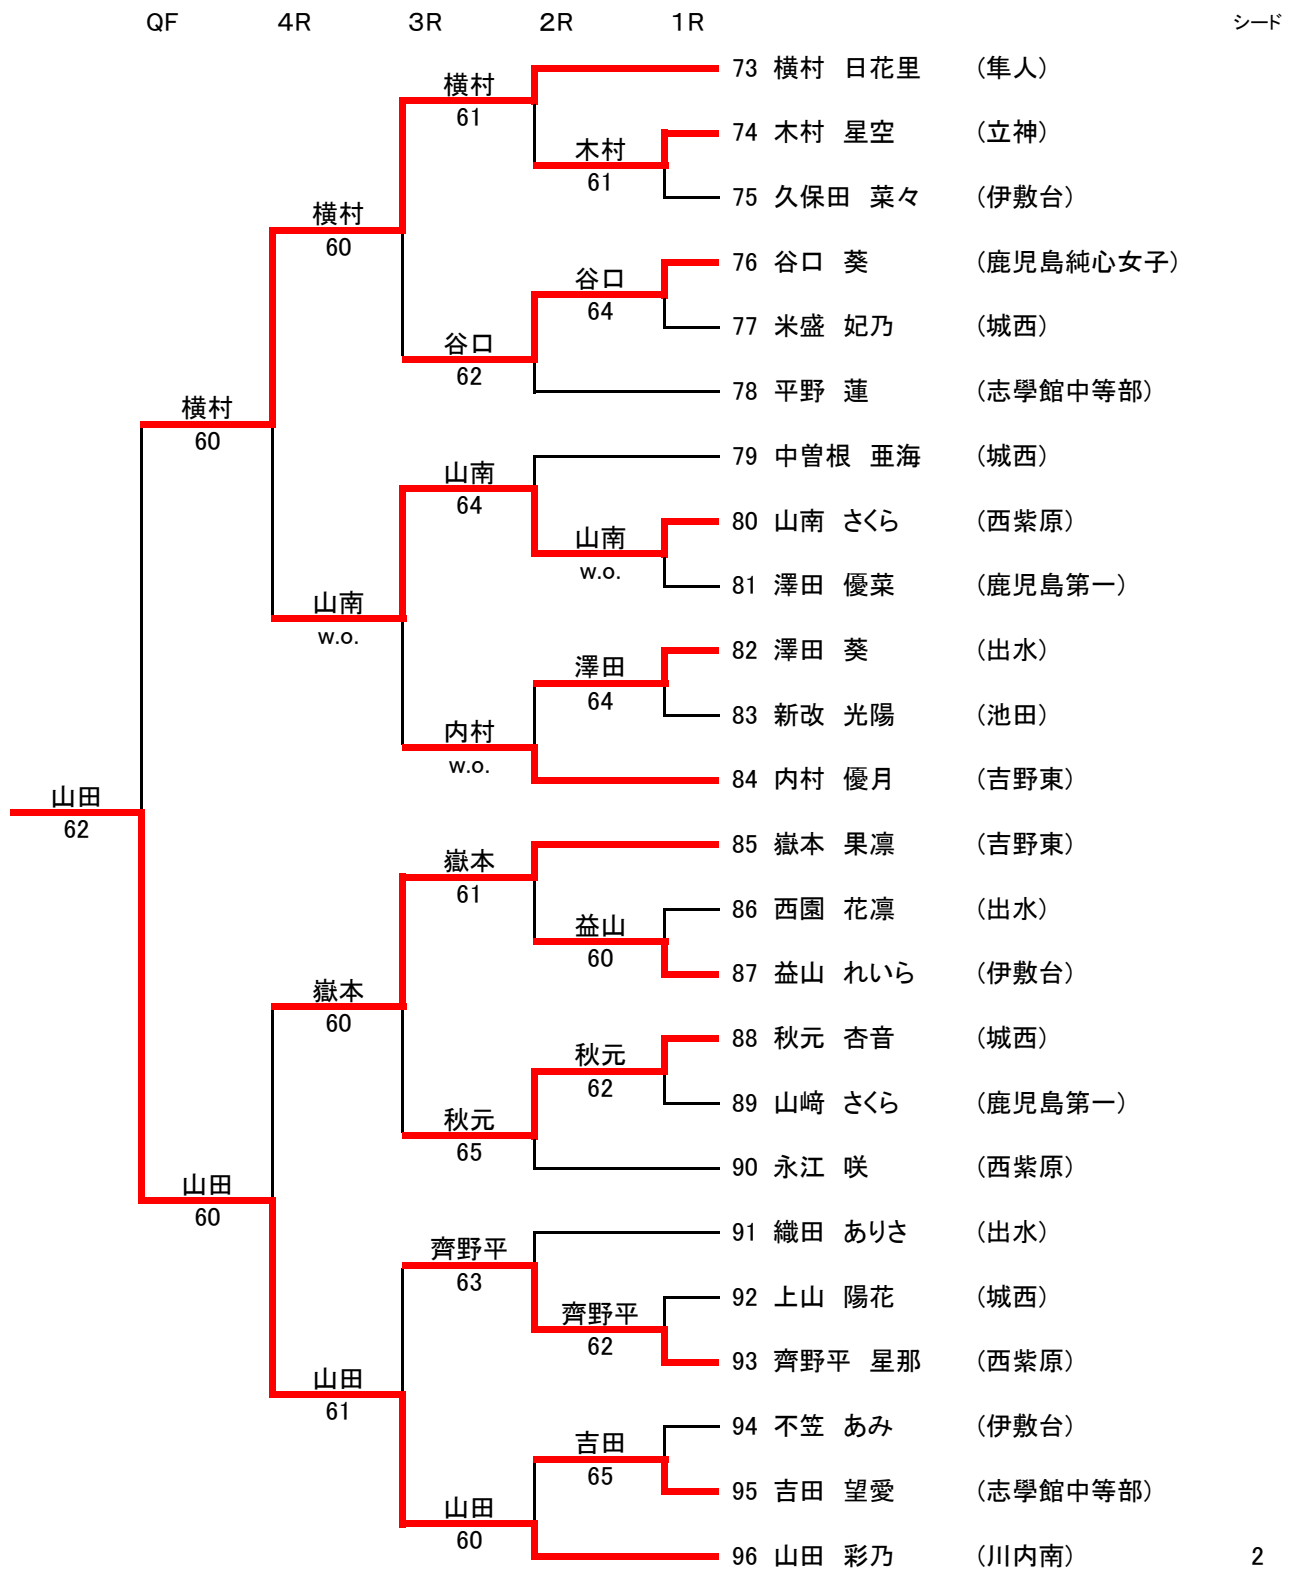 QF 4R 3R 2R 1R シード
73 横村 日花里 (隼人)
横村
61
74 木村 星空 (立神)
木村
61
75 久保田 菜々 (伊敷台)
横村
60
76 谷口 葵 (鹿児島純心女子)
谷口
64
77 米盛 妃乃 (城西)
谷口
62
78 平野 蓮 (志學館中等部)
横村
60
79 中曽根 亜海 (城西)
山南
64
80 山南 さくら (西紫原)
山南
w.o.
81 澤田 優菜 (鹿児島第一)
山南
w.o.
82 澤田 葵 (出水)
澤田
64
83 新改 光陽 (池田)
内村
w.o.
84 内村 優月 (吉野東)
山田
62
85 嶽本 果凛 (吉野東)
嶽本
61
86 西園 花凛 (出水)
益山
60
87 益山 れいら (伊敷台)
嶽本
60
88 秋元 杏音 (城西)
秋元
62
89 山﨑 さくら (鹿児島第一)
秋元
65
90 永江 咲 (西紫原)
山田
60
91 織田 ありさ (出水)
齊野平
63
92 上山 陽花 (城西)
齊野平
62
93 齊野平 星那 (西紫原)
山田
61
94 不笠 あみ (伊敷台)
吉田
65
95 吉田 望愛 (志學館中等部)
山田
60
96 山田 彩乃 (川内南) 2